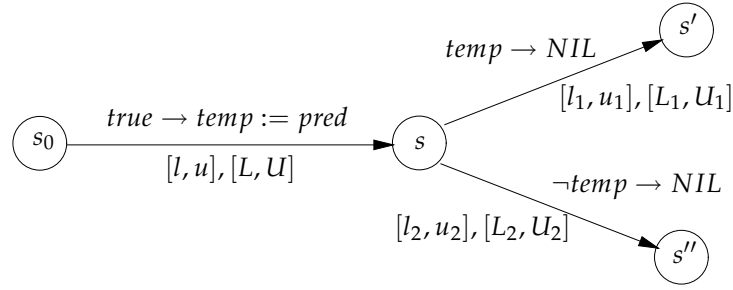 s′
temp → NIL
[l₁, u₁], [L₁, U₁]
true → temp := pred
s₀
s
[l, u], [L, U]
¬temp → NIL
[l₂, u₂], [L₂, U₂]
s″